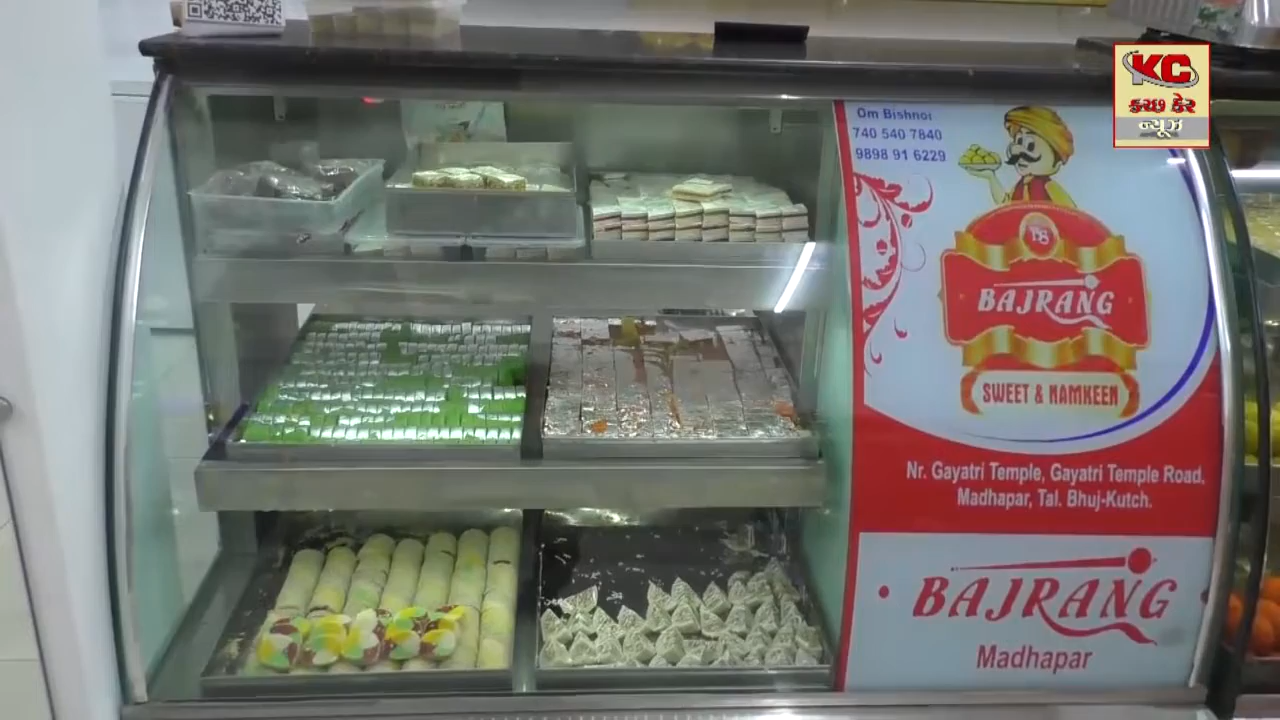 KC
કચ્છ કેર
ન્યૂઝ
Om Bishnoi
740 540 7840
9898 91 6229
BS
BAJRANG
SWEET & NAMKEEN
Nr. Gayatri Temple, Gayatri Temple Road,
Madhapar, Tal. Bhuj-Kutch.
BAJRANG
Madhapar